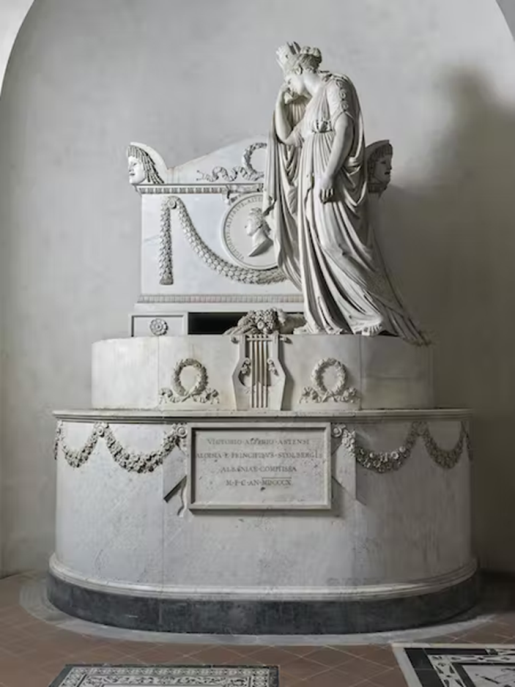 VICTORIO·ALFERIO·ASTENSI
ALOISIA·E·PRINCIPIBVS·STOLBERGIS
ALBANIAE·COMITISSA
M·P·C·AN·MDCCCX